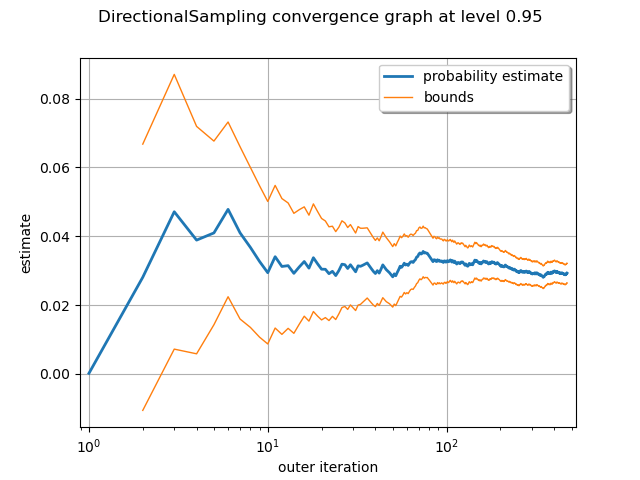 DirectionalSampling convergence graph at level 0.95
probability estimate
bounds
0.08
0.06
0.04
0.02
0.00
estimate
10⁰
10¹
10²
outer iteration